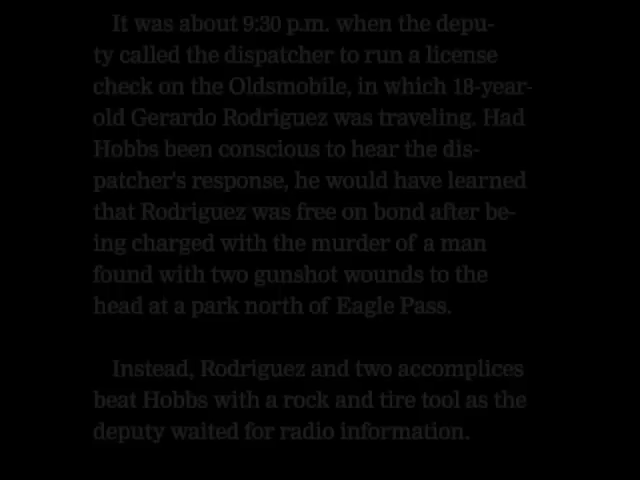 It was about 9:30 p.m. when the depu-
ty called the dispatcher to run a license
check on the Oldsmobile, in which 18-year-
old Gerardo Rodriguez was traveling. Had
Hobbs been conscious to hear the dis-
patcher's response, he would have learned
that Rodriguez was free on bond after be-
ing charged with the murder of a man
found with two gunshot wounds to the
head at a park north of Eagle Pass.
Instead, Rodriguez and two accomplices
beat Hobbs with a rock and tire tool as the
deputy waited for radio information.